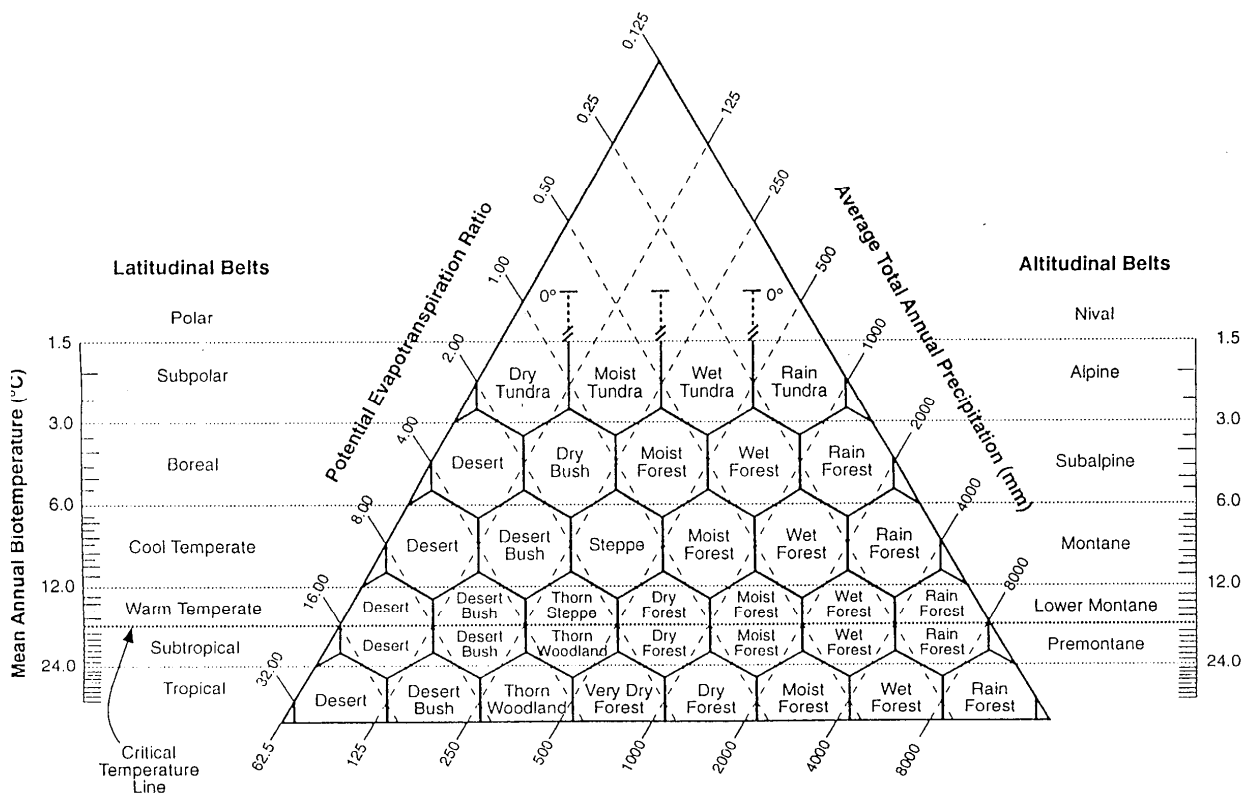 0.125
0.25
125
0.50
250
Potential Evapotranspiration Ratio
Average Total Annual Precipitation (mm)
Latitudinal Belts
Altitudinal Belts
1.00
500
0°
0°
Polar
Nival
1.5
1.5
2.00
1000
Subpolar
Dry
Tundra
Moist
Tundra
Wet
Tundra
Rain
Tundra
Alpine
3.0
3.0
4.00
2000
Mean Annual Biotemperature (°C)
Boreal
Desert
Dry
Bush
Moist
Forest
Wet
Forest
Rain
Forest
Subalpine
6.0
6.0
8.00
4000
Cool Temperate
Desert
Desert
Bush
Steppe
Moist
Forest
Wet
Forest
Rain
Forest
Montane
12.0
12.0
16.00
8000
Warm Temperate
Desert
Desert
Bush
Thorn
Steppe
Dry
Forest
Moist
Forest
Wet
Forest
Rain
Forest
Lower Montane
Subtropical
Desert
Desert
Bush
Thorn
Woodland
Dry
Forest
Moist
Forest
Wet
Forest
Rain
Forest
Premontane
24.0
24.0
32.00
Tropical
Desert
Desert
Bush
Thorn
Woodland
Very Dry
Forest
Dry
Forest
Moist
Forest
Wet
Forest
Rain
Forest
62.5
125
250
500
1000
2000
4000
8000
Critical
Temperature
Line